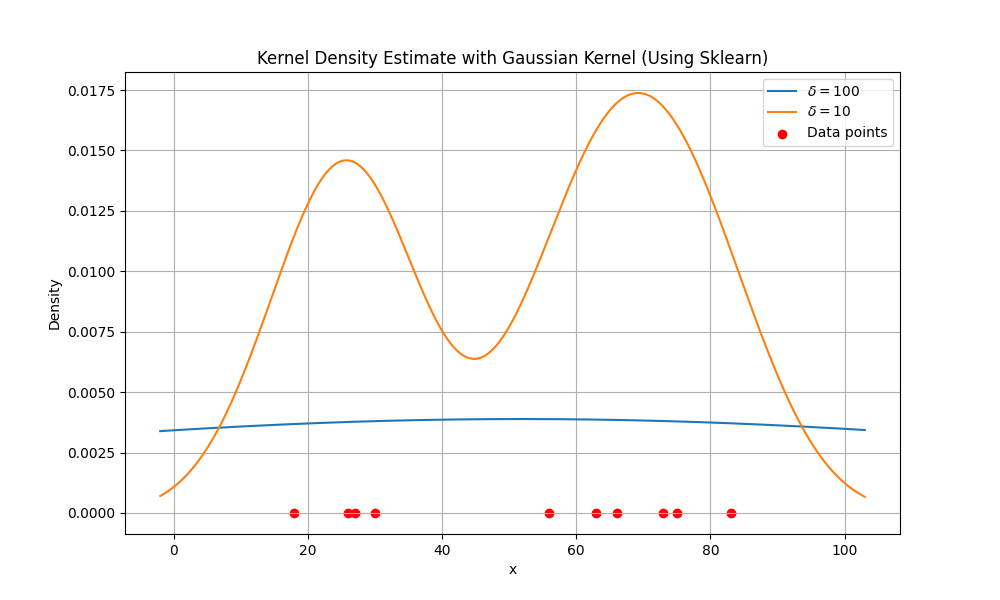 Kernel Density Estimate with Gaussian Kernel (Using Sklearn)
δ = 100
δ = 10
Data points
Density
0.0175
0.0150
0.0125
0.0100
0.0075
0.0050
0.0025
0.0000
0 20 40 60 80 100
x